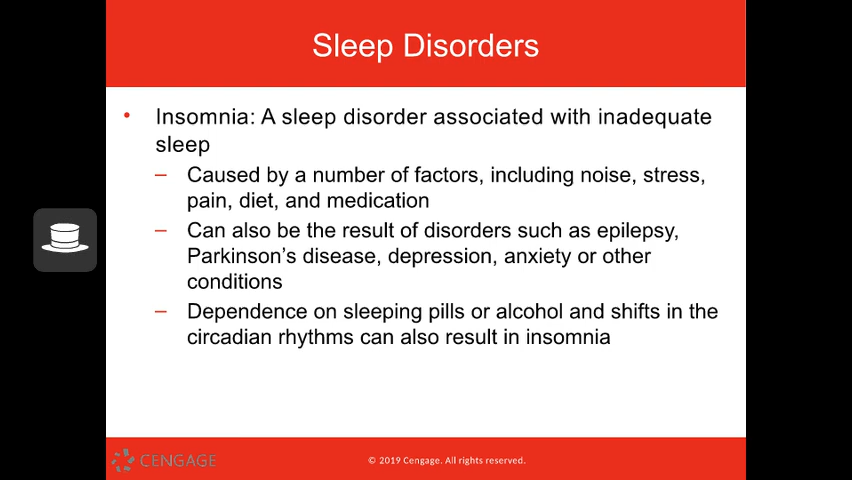 Sleep Disorders
• Insomnia: A sleep disorder associated with inadequate
sleep
– Caused by a number of factors, including noise, stress,
pain, diet, and medication
– Can also be the result of disorders such as epilepsy,
Parkinson's disease, depression, anxiety or other
conditions
– Dependence on sleeping pills or alcohol and shifts in the
circadian rhythms can also result in insomnia
CENGAGE
© 2019 Cengage. All rights reserved.